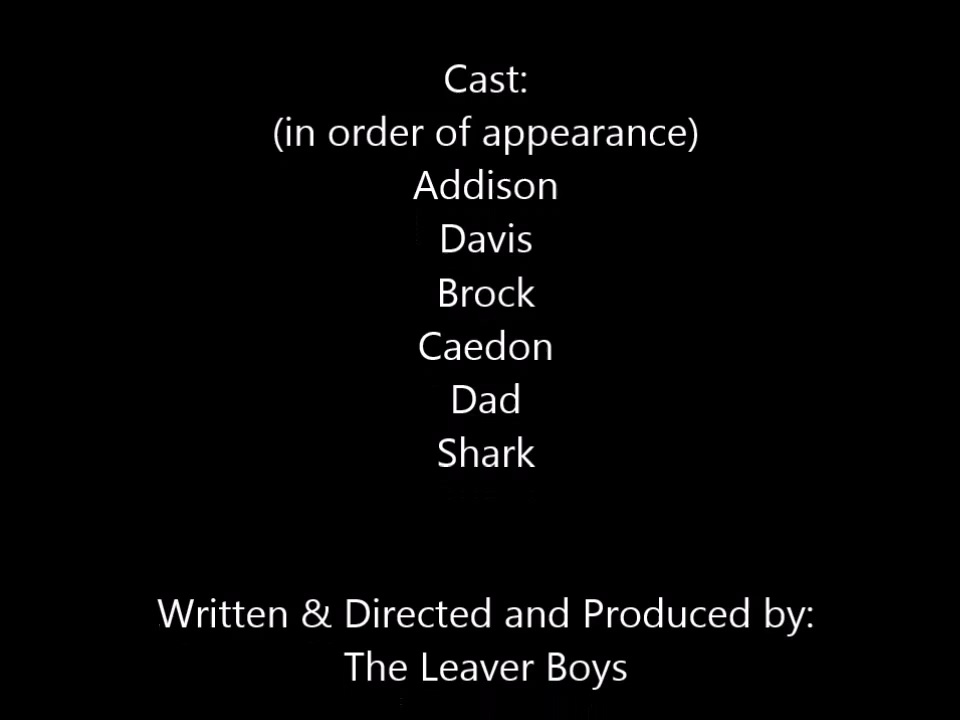 Cast:
(in order of appearance)
Addison
Davis
Brock
Caedon
Dad
Shark
Written & Directed and Produced by:
The Leaver Boys